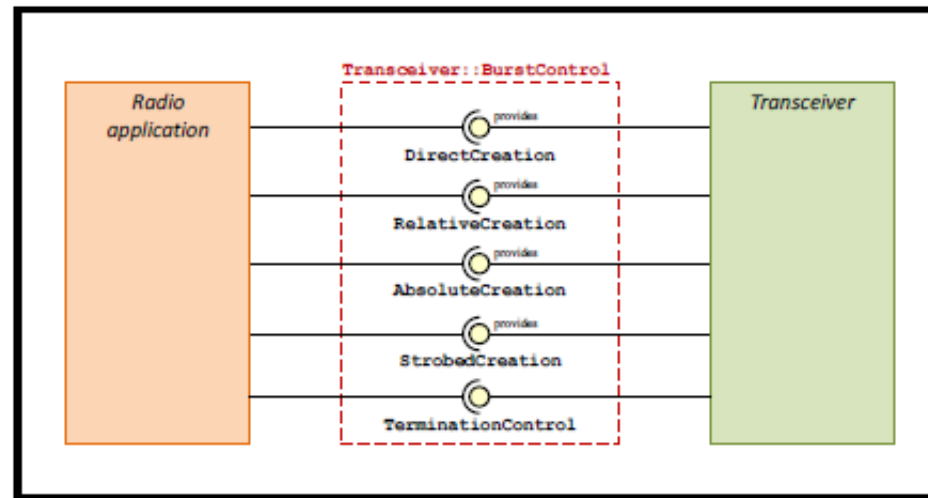 Transceiver::BurstControl
Radio
application
Transceiver
provides
DirectCreation
provides
RelativeCreation
provides
AbsoluteCreation
provides
StrobedCreation
TerminationControl